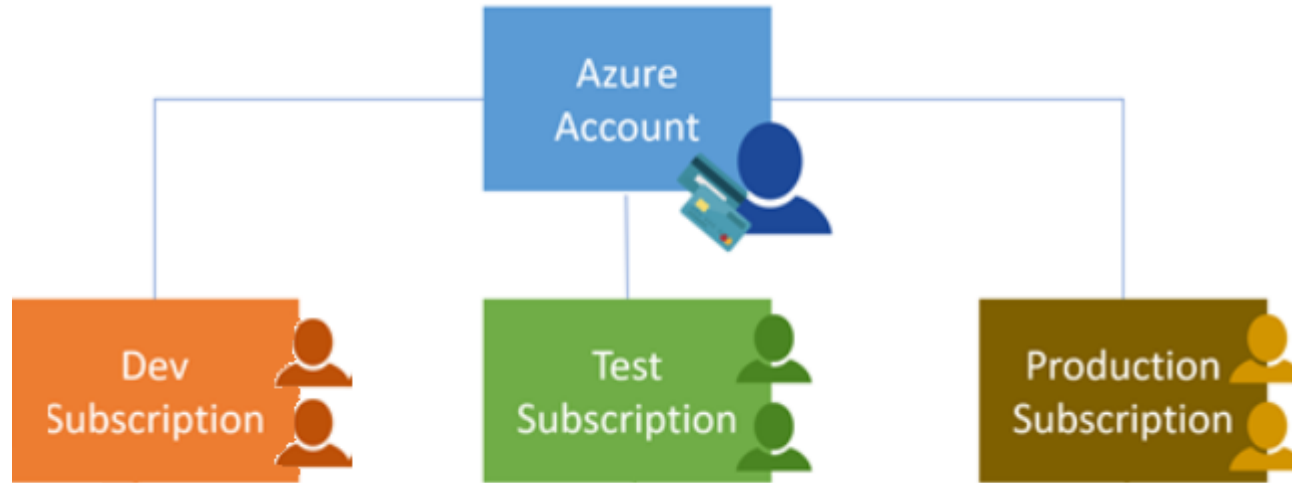 Azure
Account
Dev
Subscription
Test
Subscription
Production
Subscription